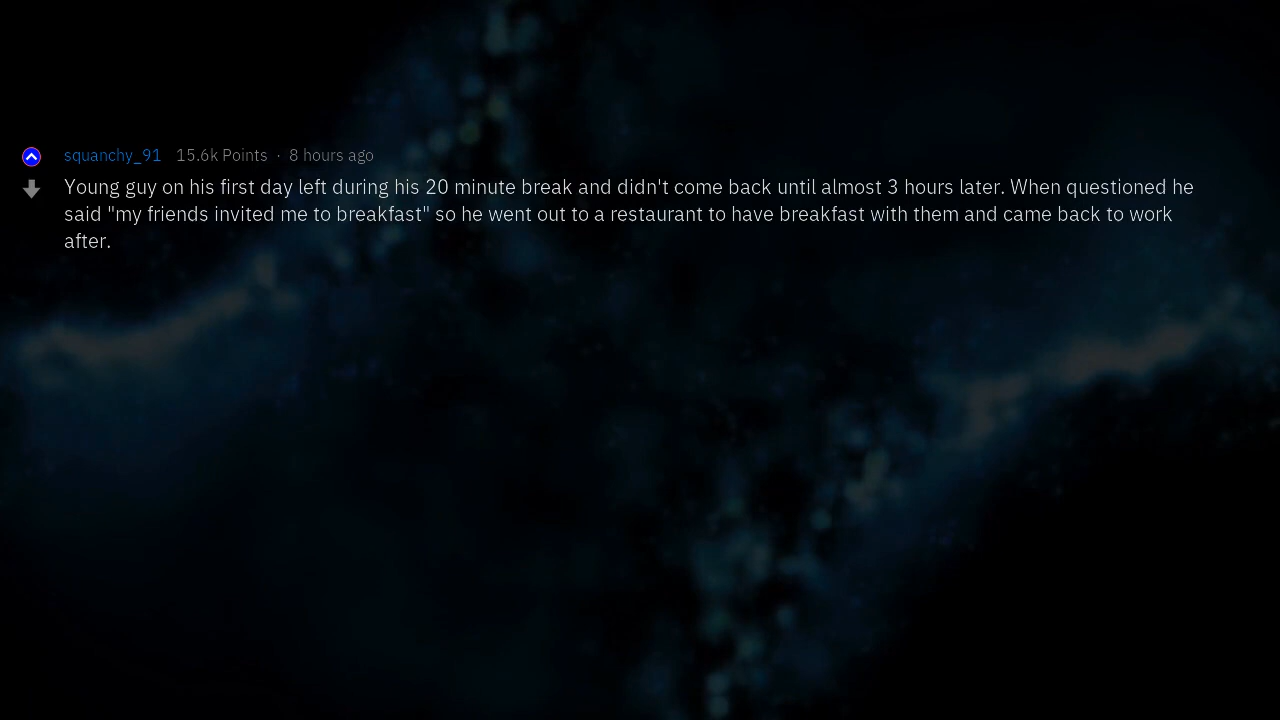 squanchy_91 15.6k Points · 8 hours ago
Young guy on his first day left during his 20 minute break and didn't come back until almost 3 hours later. When questioned he
said "my friends invited me to breakfast" so he went out to a restaurant to have breakfast with them and came back to work
after.